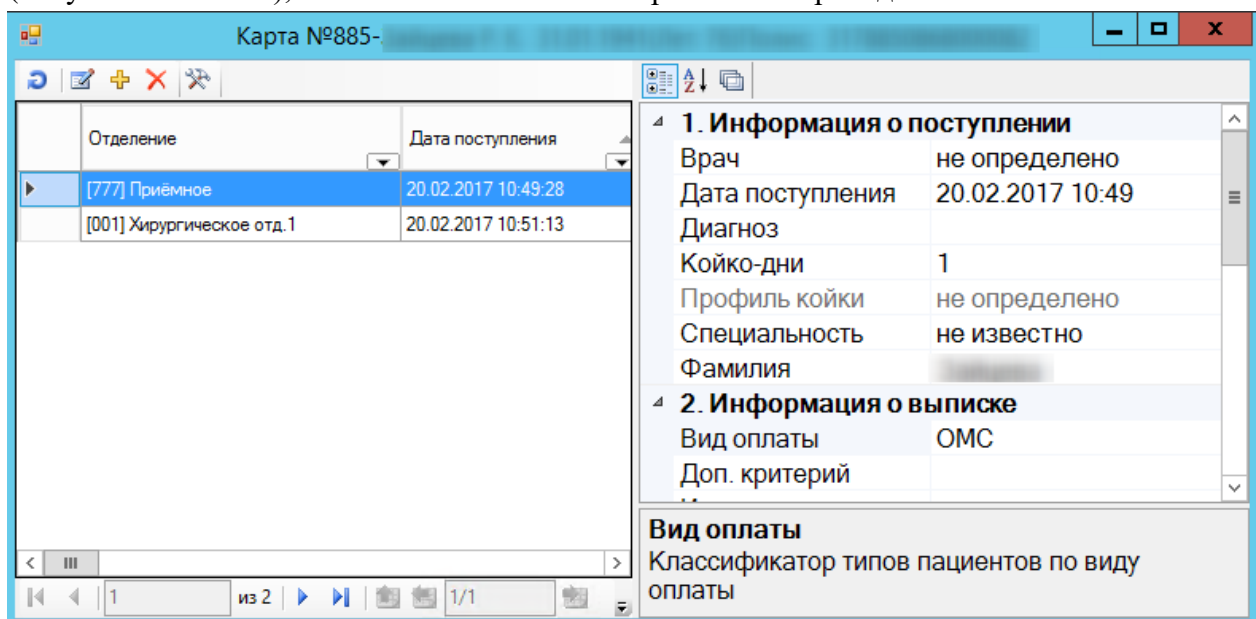 Карта №885-
Отделение
Дата поступления
[777] Приёмное
20.02.2017 10:49:28
[001] Хирургическое отд.1
20.02.2017 10:51:13
1
из 2
1/1
1. Информация о поступлении
Врач не определено
Дата поступления 20.02.2017 10:49
Диагноз
Койко-дни 1
Профиль койки не определено
Специальность не известно
Фамилия
2. Информация о выписке
Вид оплаты ОМС
Доп. критерий
Вид оплаты
Классификатор типов пациентов по виду
оплаты